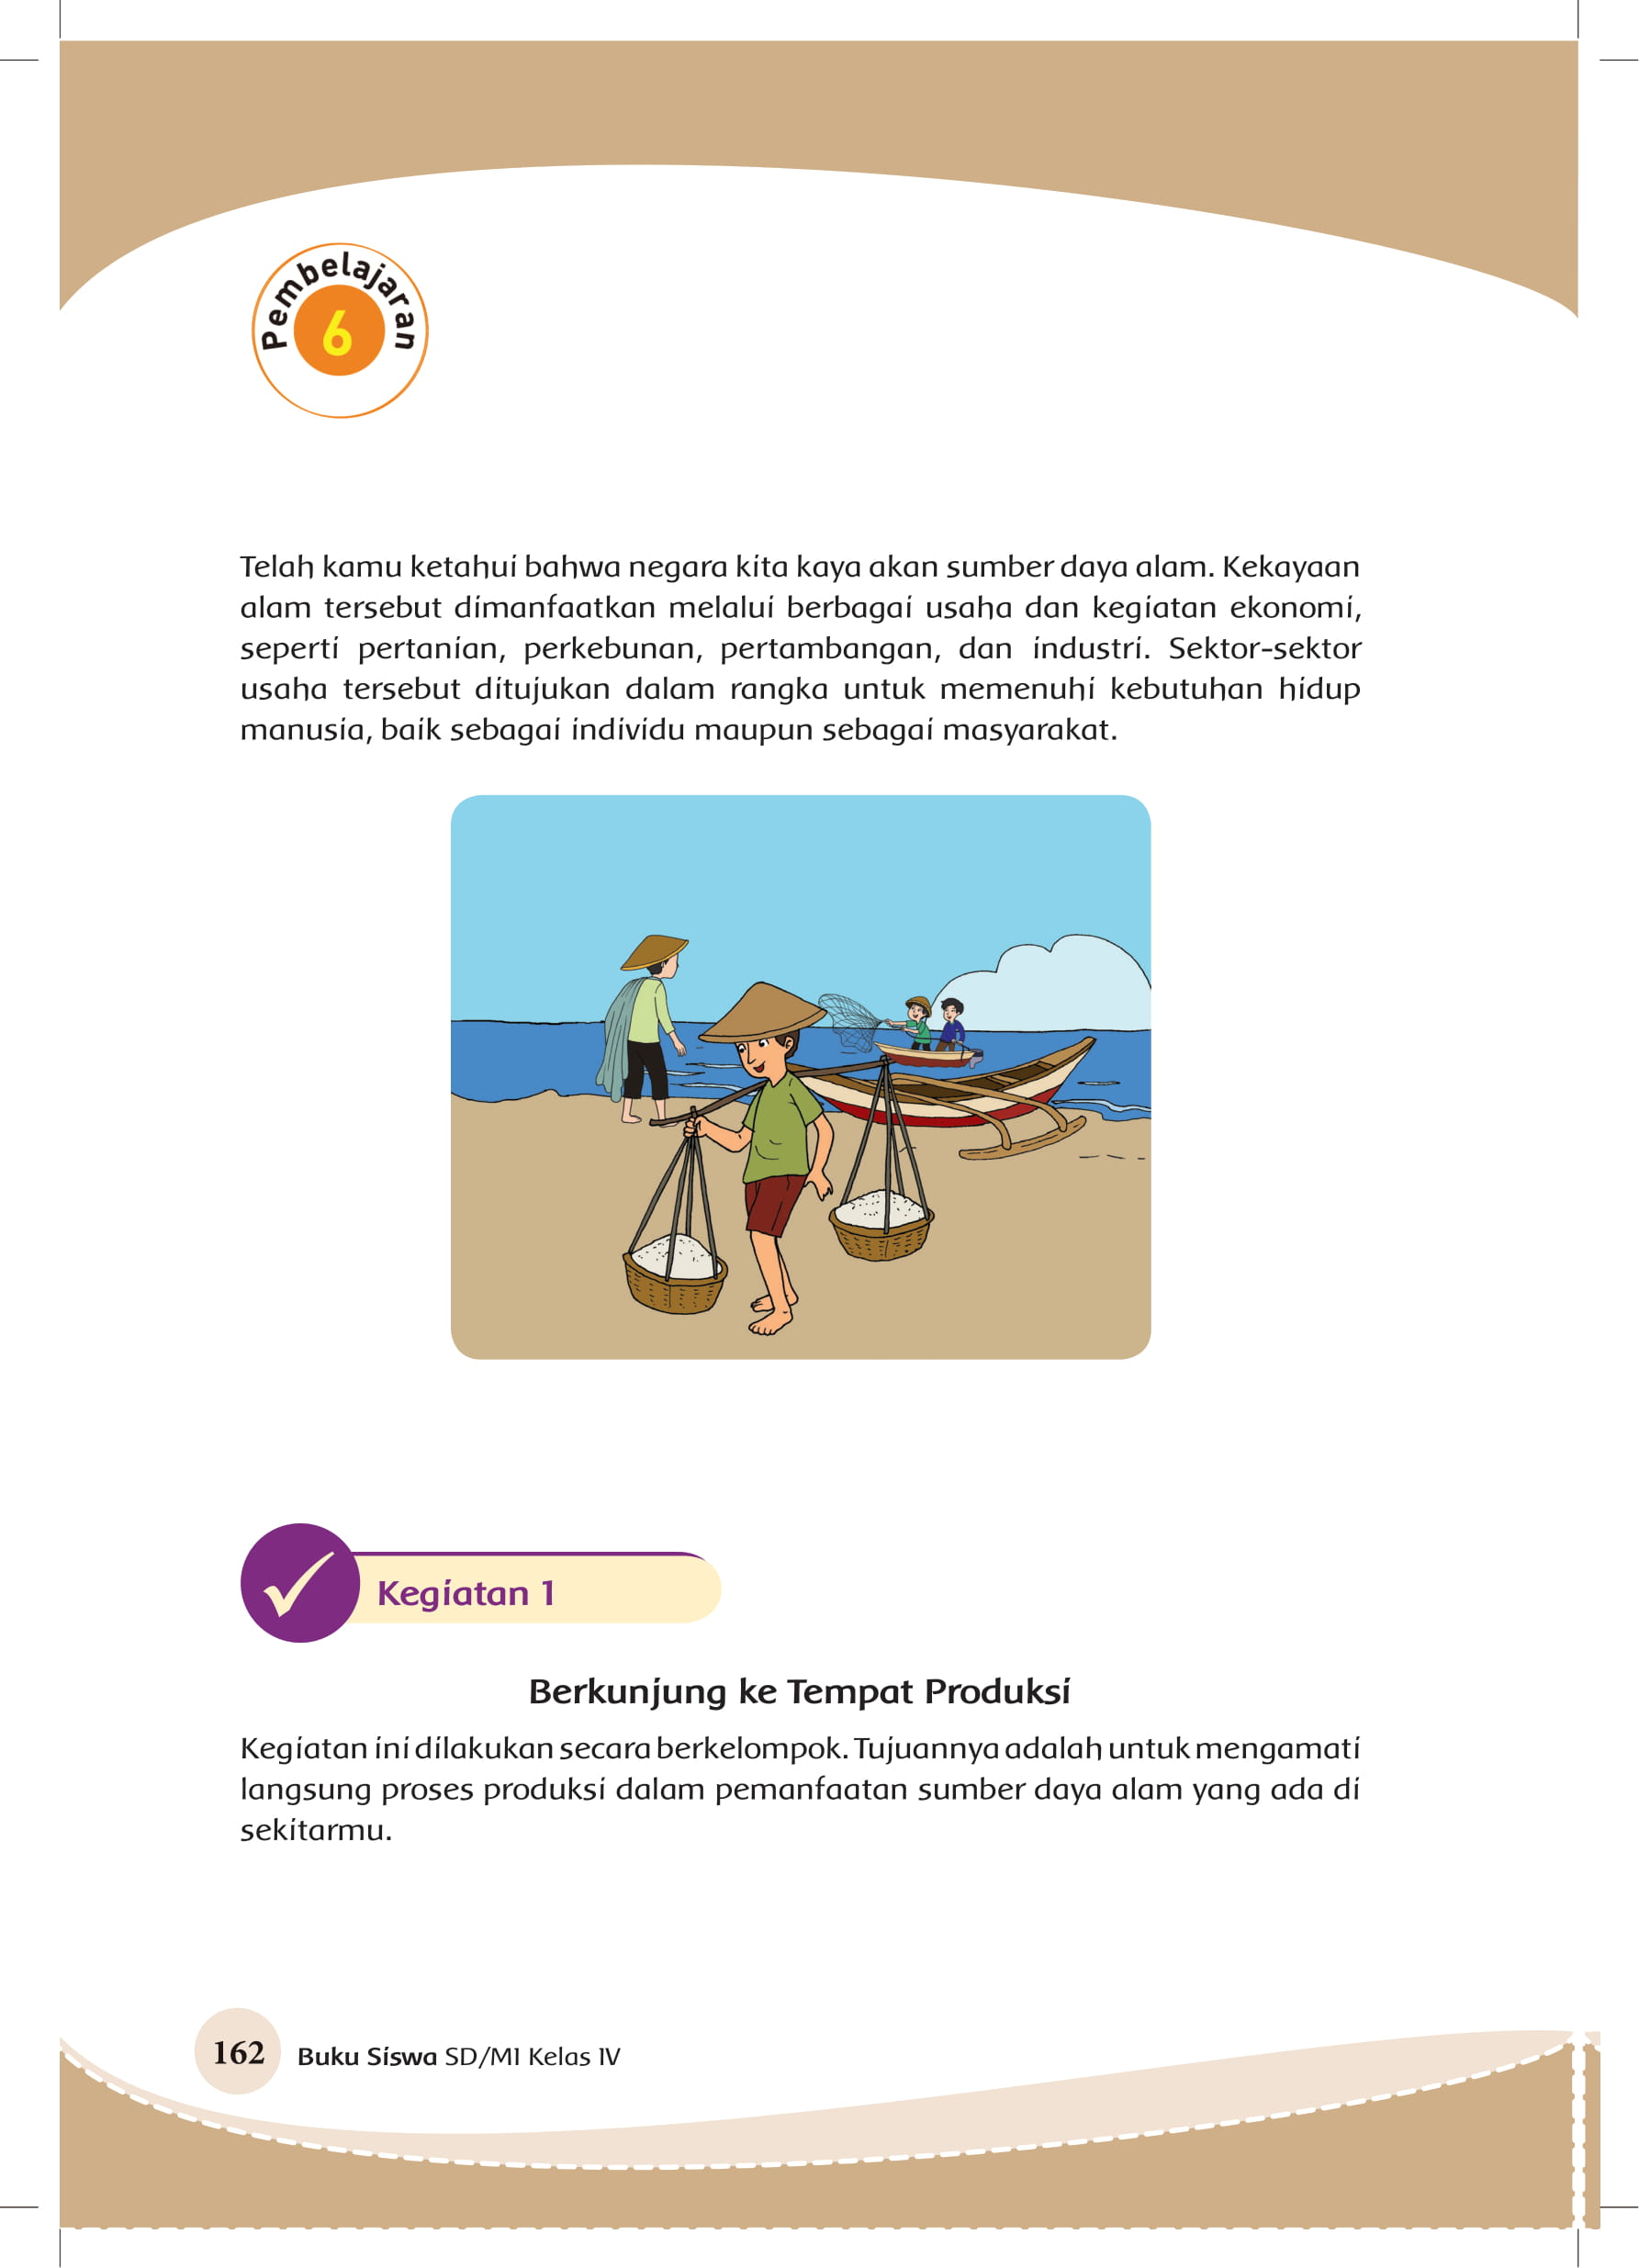 Pembelajaran
6
Telah kamu ketahui bahwa negara kita kaya akan sumber daya alam. Kekayaan
alam tersebut dimanfaatkan melalui berbagai usaha dan kegiatan ekonomi,
seperti pertanian, perkebunan, pertambangan, dan industri. Sektor-sektor
usaha tersebut ditujukan dalam rangka untuk memenuhi kebutuhan hidup
manusia, baik sebagai individu maupun sebagai masyarakat.
Kegiatan 1
Berkunjung ke Tempat Produksi
Kegiatan ini dilakukan secara berkelompok. Tujuannya adalah untuk mengamati
langsung proses produksi dalam pemanfaatan sumber daya alam yang ada di
sekitarmu.
162 Buku Siswa SD/MI Kelas IV